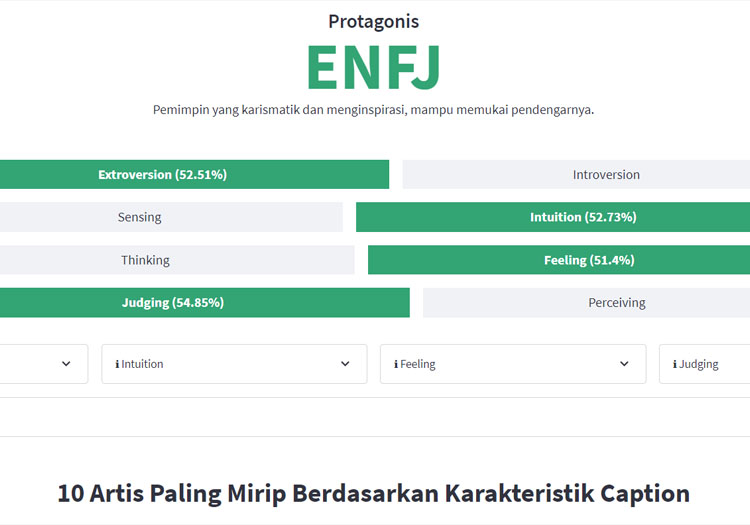 Protagonis
ENFJ
Pemimpin yang karismatik dan menginspirasi, mampu memukai pendengarnya.
Extroversion (52.51%)
Introversion
Sensing
Intuition (52.73%)
Thinking
Feeling (51.4%)
Judging (54.85%)
Perceiving
i Intuition
i Feeling
i Judging
10 Artis Paling Mirip Berdasarkan Karakteristik Caption